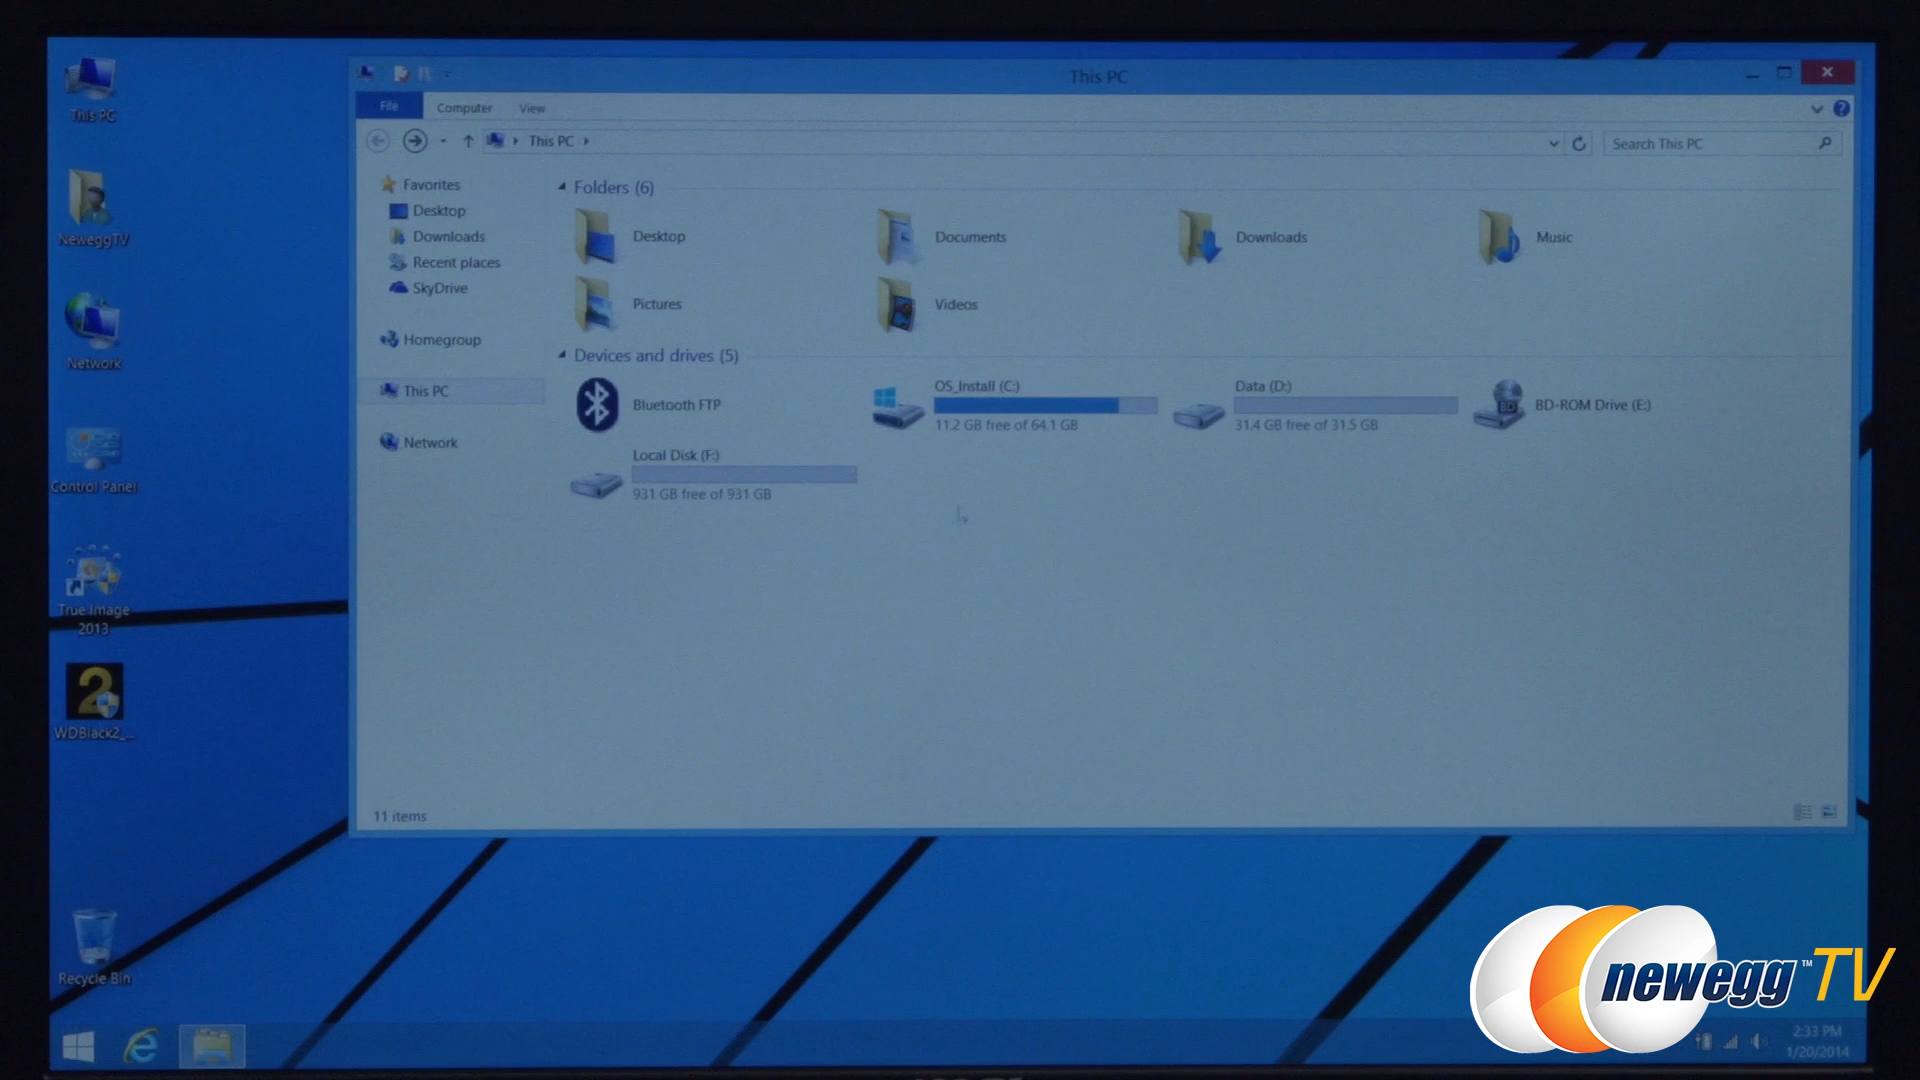 This PC
File
Computer
View
This PC
Search This PC
This PC
NeweggTV
Network
Control Panel
True Image
2013
WDBlack2_...
Recycle Bin
Favorites
Desktop
Downloads
Recent places
SkyDrive
Homegroup
This PC
Network
Folders (6)
Desktop
Documents
Downloads
Music
Pictures
Videos
Devices and drives (5)
Bluetooth FTP
OS_Install (C:)
11.2 GB free of 64.1 GB
Data (D:)
31.4 GB free of 31.5 GB
BD
BD-ROM Drive (E:)
Local Disk (F:)
931 GB free of 931 GB
11 items
newegg™TV
2:33 PM
1/20/2014